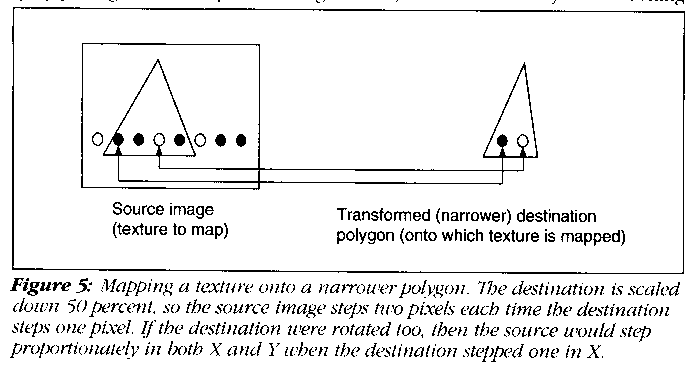 Source image
(texture to map)
Transformed (narrower) destination
polygon (onto which texture is mapped)
Figure 5: Mapping a texture onto a narrower polygon. The destination is scaled
down 50 percent, so the source image steps two pixels each time the destination
steps one pixel. If the destination were rotated too, then the source would step
proportionately in both X and Y when the destination stepped one in X.